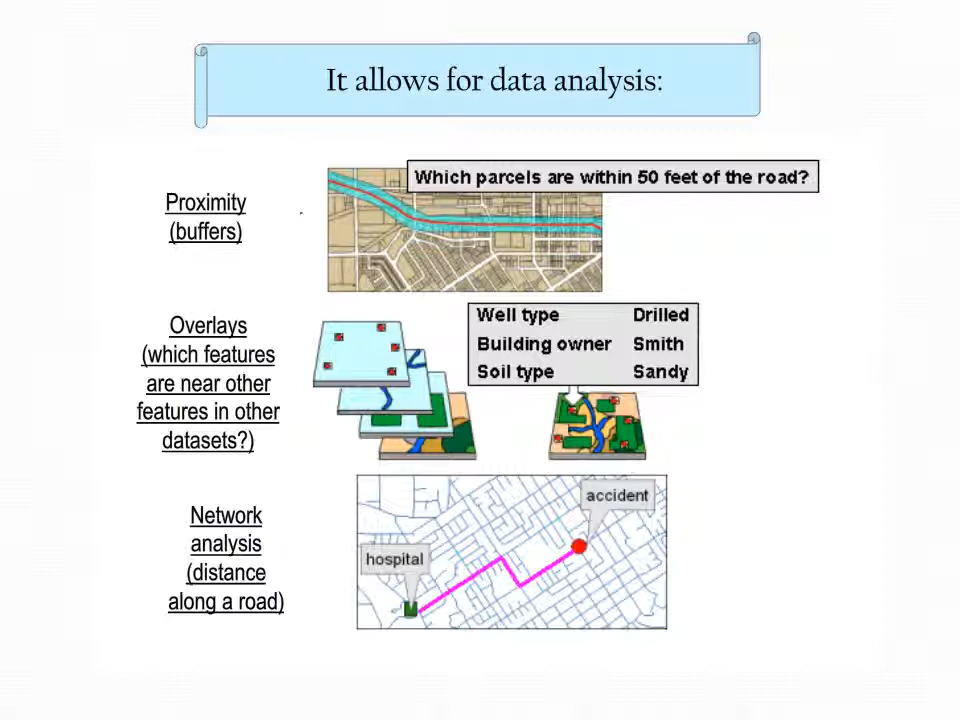 It allows for data analysis:
Which parcels are within 50 feet of the road?
Proximity
(buffers)
Overlays
(which features
are near other
features in other
datasets?)
Well type Drilled
Building owner Smith
Soil type Sandy
Network
analysis
(distance
along a road)
accident
hospital